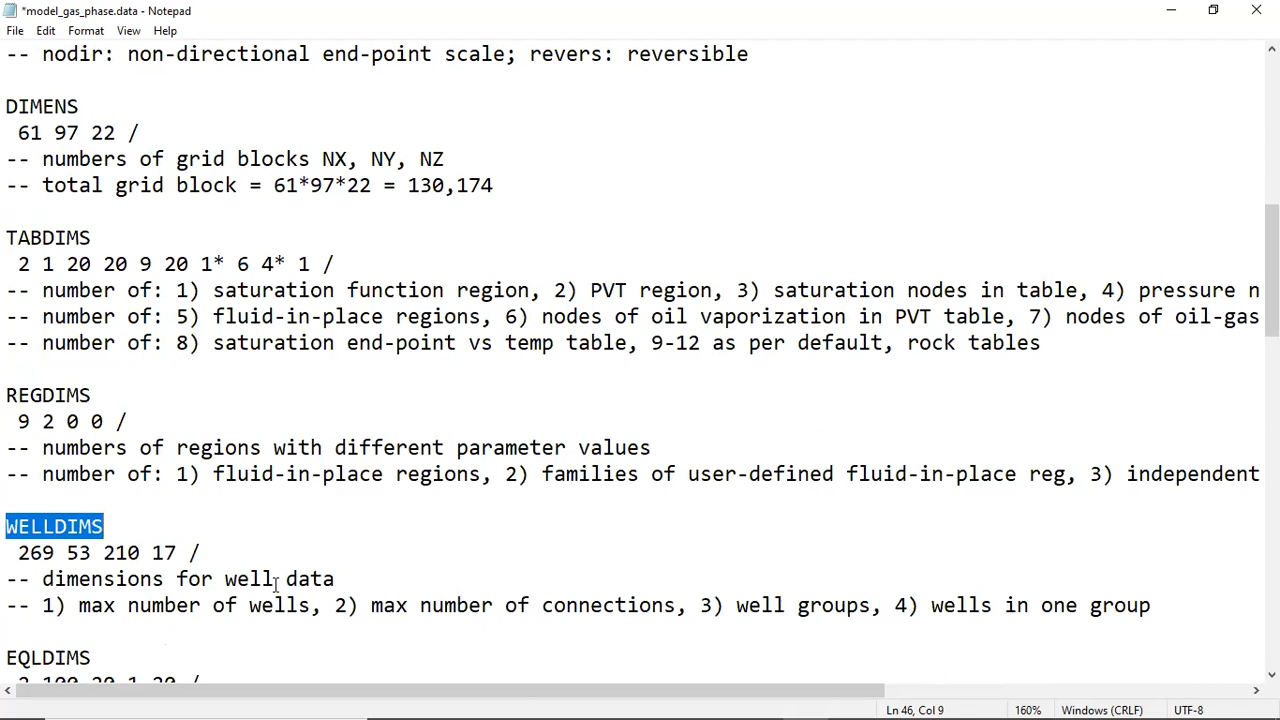 *model_gas_phase.data - Notepad
File Edit Format View Help
-- nodir: non-directional end-point scale; revers: reversible
DIMENS
61 97 22 /
-- numbers of grid blocks NX, NY, NZ
-- total grid block = 61*97*22 = 130,174
TABDIMS
2 1 20 20 9 20 1* 6 4* 1 /
-- number of: 1) saturation function region, 2) PVT region, 3) saturation nodes in table, 4) pressure n
-- number of: 5) fluid-in-place regions, 6) nodes of oil vaporization in PVT table, 7) nodes of oil-gas
-- number of: 8) saturation end-point vs temp table, 9-12 as per default, rock tables
REGDIMS
9 2 0 0 /
-- numbers of regions with different parameter values
-- number of: 1) fluid-in-place regions, 2) families of user-defined fluid-in-place reg, 3) independent
WELLDIMS
269 53 210 17 /
-- dimensions for well data
-- 1) max number of wells, 2) max number of connections, 3) well groups, 4) wells in one group
EQLDIMS
2 100 20 1 20 /
Ln 46, Col 9 160% Windows (CRLF) UTF-8